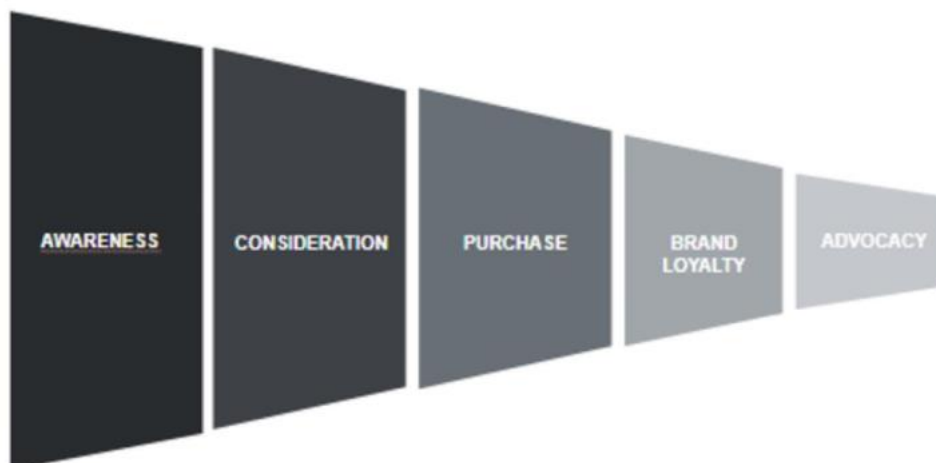 AWARENESS
CONSIDERATION
PURCHASE
BRAND
LOYALTY
ADVOCACY